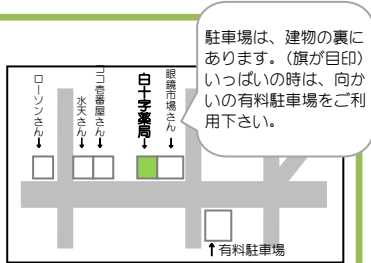 駐車場は、建物の裏に
あります。(旗が目印)
いっぱいの時は、向か
いの有料駐車場をご利
用下さい。
ローソンさん→
水天さん→
ココ壱番屋さん→
白十字薬局→
眼鏡市場さん→
↑有料駐車場